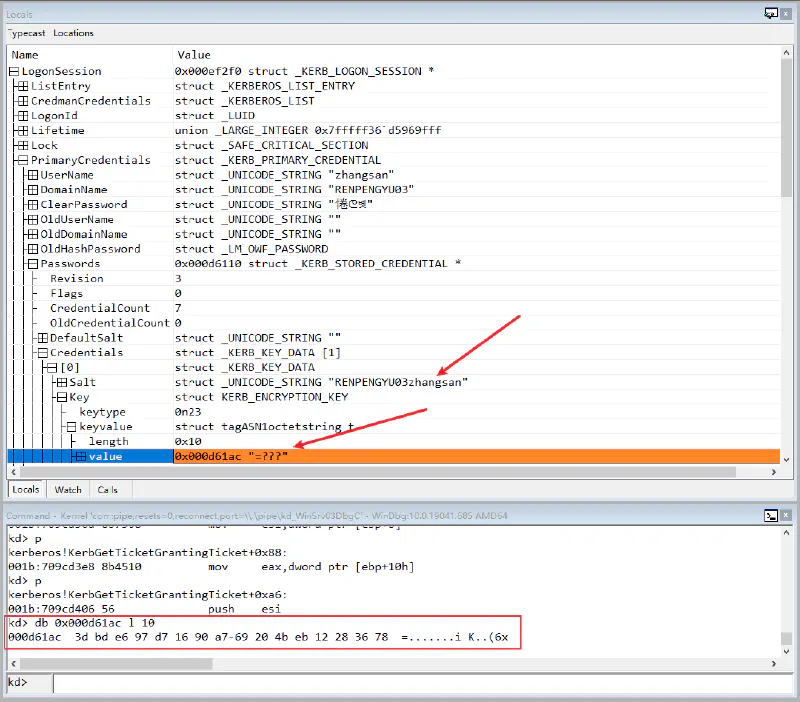 Locals
Typecast Locations
Name Value
LogonSession 0x000ef2f0 struct _KERB_LOGON_SESSION *
ListEntry struct _KERBEROS_LIST_ENTRY
CredmanCredentials struct _KERBEROS_LIST
LogonId struct _LUID
Lifetime union _LARGE_INTEGER 0x7fffff36`d5969fff
Lock struct _SAFE_CRITICAL_SECTION
PrimaryCredentials struct _KERB_PRIMARY_CREDENTIAL
UserName struct _UNICODE_STRING "zhangsan"
DomainName struct _UNICODE_STRING "RENPENGYU03"
ClearPassword struct _UNICODE_STRING
OldUserName struct _UNICODE_STRING ""
OldDomainName struct _UNICODE_STRING ""
OldHashPassword struct _LM_OWF_PASSWORD
Passwords 0x000d6110 struct _KERB_STORED_CREDENTIAL *
Revision 3
Flags 0
CredentialCount 7
OldCredentialCount 0
DefaultSalt struct _UNICODE_STRING ""
Credentials struct _KERB_KEY_DATA [1]
[0] struct _KERB_KEY_DATA
Salt struct _UNICODE_STRING "RENPENGYU03zhangsan"
Key struct KERB_ENCRYPTION_KEY
keytype 0n23
keyvalue struct tagASN1octetstring_t
length 0x10
value 0x000d61ac "=???"
Locals Watch Calls
Command - Kernel 'com:pipe,resets=0,reconnect,port=\\.\pipe\kd_WinSrv03DbgC' - WinDbg:10.0.19041.685 AMD64
kd> p
kerberos!KerbGetTicketGrantingTicket+0x88:
001b:709cd3e8 8b4510 mov eax,dword ptr [ebp+10h]
kd> p
kerberos!KerbGetTicketGrantingTicket+0xa6:
001b:709cd406 56 push esi
kd> db 0x000d61ac l 10
000d61ac 3d bd e6 97 d7 16 90 a7-69 20 4b eb 12 28 36 78 =.......i K..(6x
kd>